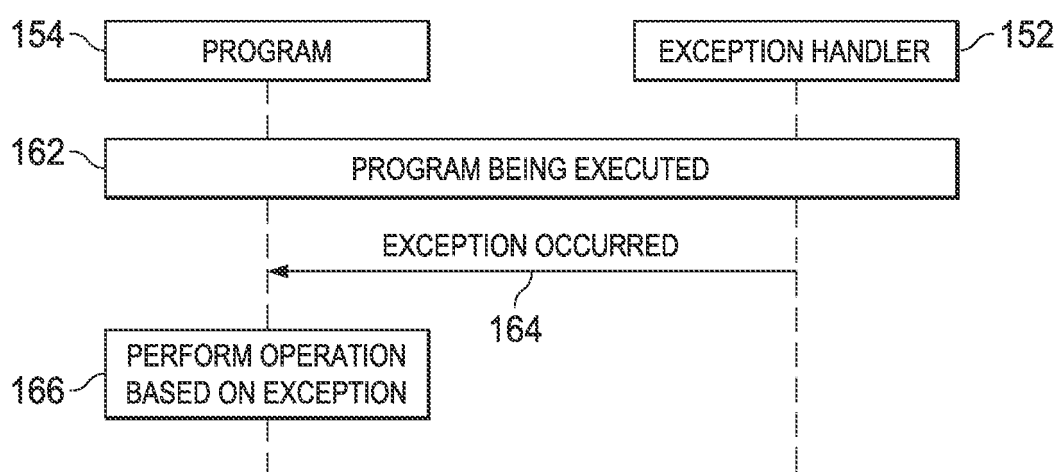 154
PROGRAM
EXCEPTION HANDLER
152
162
PROGRAM BEING EXECUTED
EXCEPTION OCCURRED
164
166
PERFORM OPERATION
BASED ON EXCEPTION